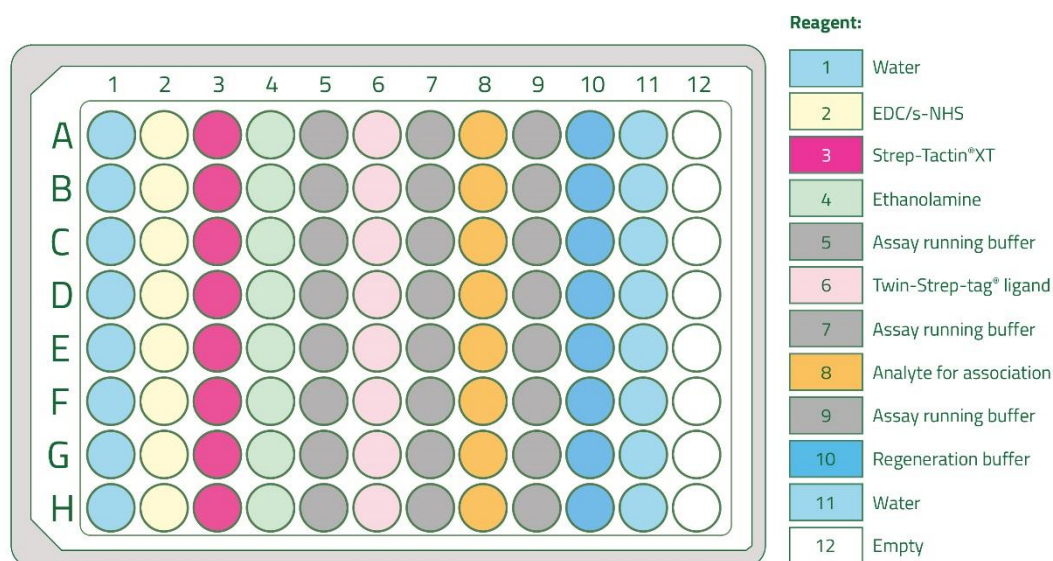 Reagent:
1 2 3 4 5 6 7 8 9 10 11 12
A
B
C
D
E
F
G
H
1 Water
2 EDC/s-NHS
3 Strep-Tactin®XT
4 Ethanolamine
5 Assay running buffer
6 Twin-Strep-tag® ligand
7 Assay running buffer
8 Analyte for association
9 Assay running buffer
10 Regeneration buffer
11 Water
12 Empty